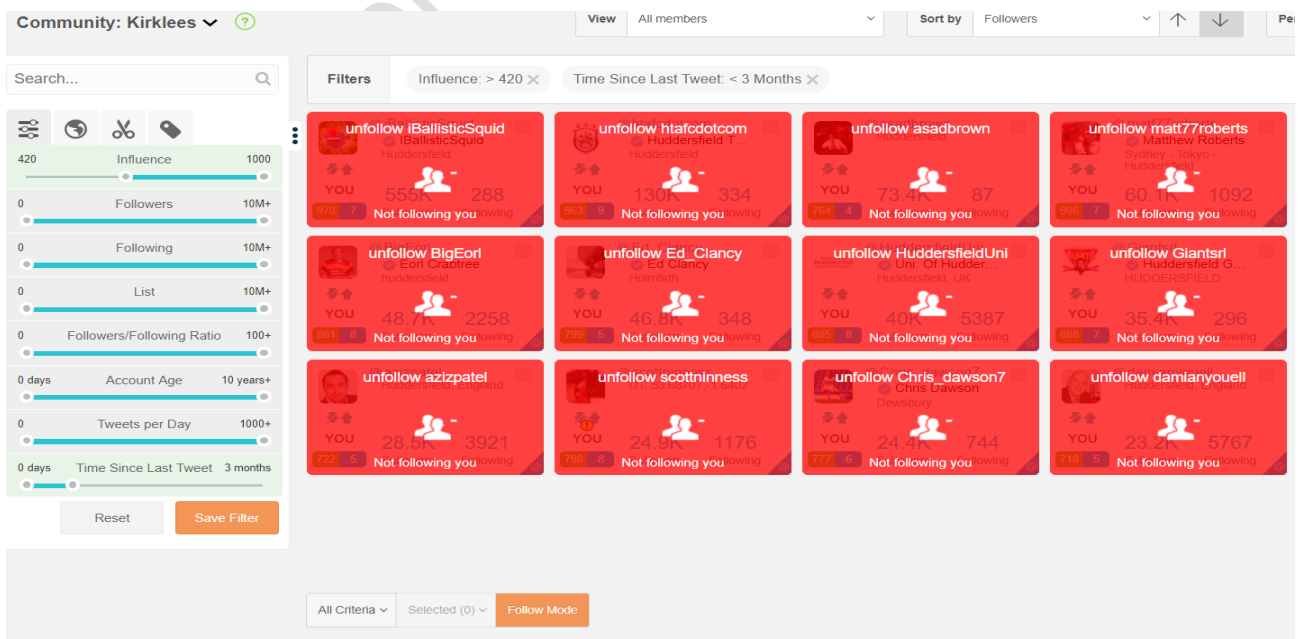 Community: Kirklees
?
View All members Sort by Followers
Search...
Filters Influence: > 420 Time Since Last Tweet: < 3 Months
420 Influence 1000
0 Followers 10M+
0 Following 10M+
0 List 10M+
0 Followers/Following Ratio 100+
0 days Account Age 10 years+
0 Tweets per Day 1000+
0 days Time Since Last Tweet 3 months
Reset Save Filter
unfollow iBallisticSquid
IBallisticSquid
Huddersfield
YOU 555K 288
970 7 Not following you
unfollow htafcdotcom
Huddersfield T...
Huddersfield
YOU 130K 334
963 9 Not following you
unfollow asadbrown
YOU 73.4K 87
764 4 Not following you
unfollow matt77roberts
Matthew Roberts
Sydney - Tokyo -
Huddersfield
YOU 60.1K 1092
906 7 Not following you
unfollow BigEorl
Eorl Crabtree
huddersfield
YOU 48.7K 2258
861 8 Not following you
unfollow Ed_Clancy
Ed Clancy
Holmfirth
YOU 46.8K 348
799 5 Not following you
unfollow HuddersfieldUni
Uni. Of Hudder...
Huddersfield, UK
YOU 40K 5387
885 8 Not following you
unfollow Giantsrl
Huddersfield G...
HUDDERSFIELD
YOU 35.4K 296
888 7 Not following you
unfollow azizpatel
Huddersfield, England
YOU 28.5K 3921
722 5 Not following you
unfollow scottninness
YOU 24.9K 1176
798 8 Not following you
unfollow Chris_dawson7
Chris Dawson
Dewsbury
YOU 24.4K 744
777 6 Not following you
unfollow damianyouell
Huddersfield, England
YOU 23.2K 5767
710 5 Not following you
All Criteria Selected (0) Follow Mode